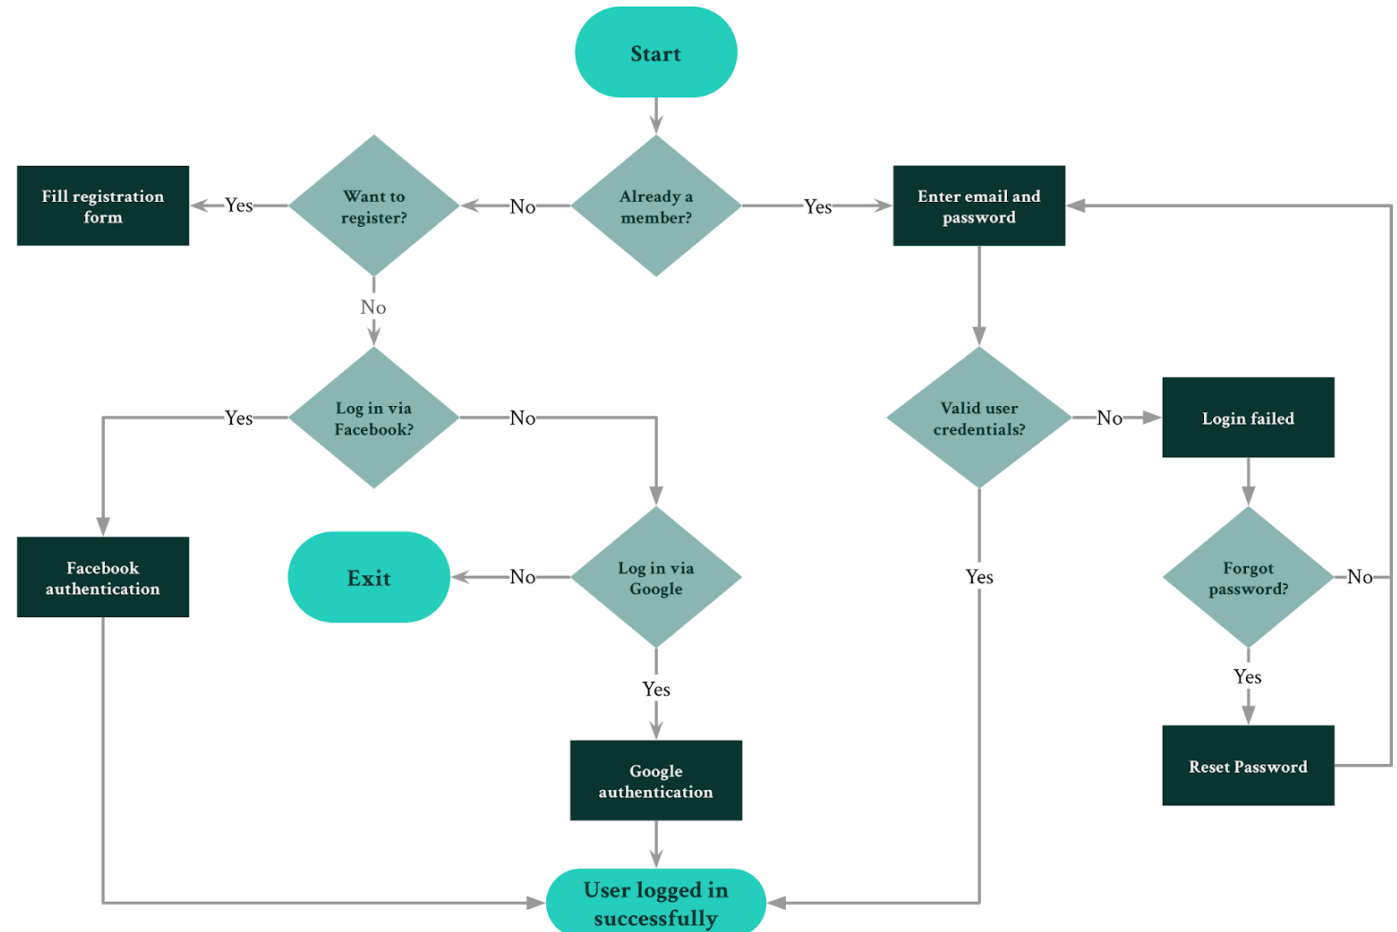 Start
Fill registration
form
Yes
Want to
register?
No
Already a
member?
Yes
Enter email and
password
No
Yes
Log in via
Facebook?
No
Valid user
credentials?
No
Login failed
Facebook
authentication
Exit
No
Log in via
Google
Yes
Forgot
password?
No
Yes
Yes
Google
authentication
Reset Password
User logged in
successfully